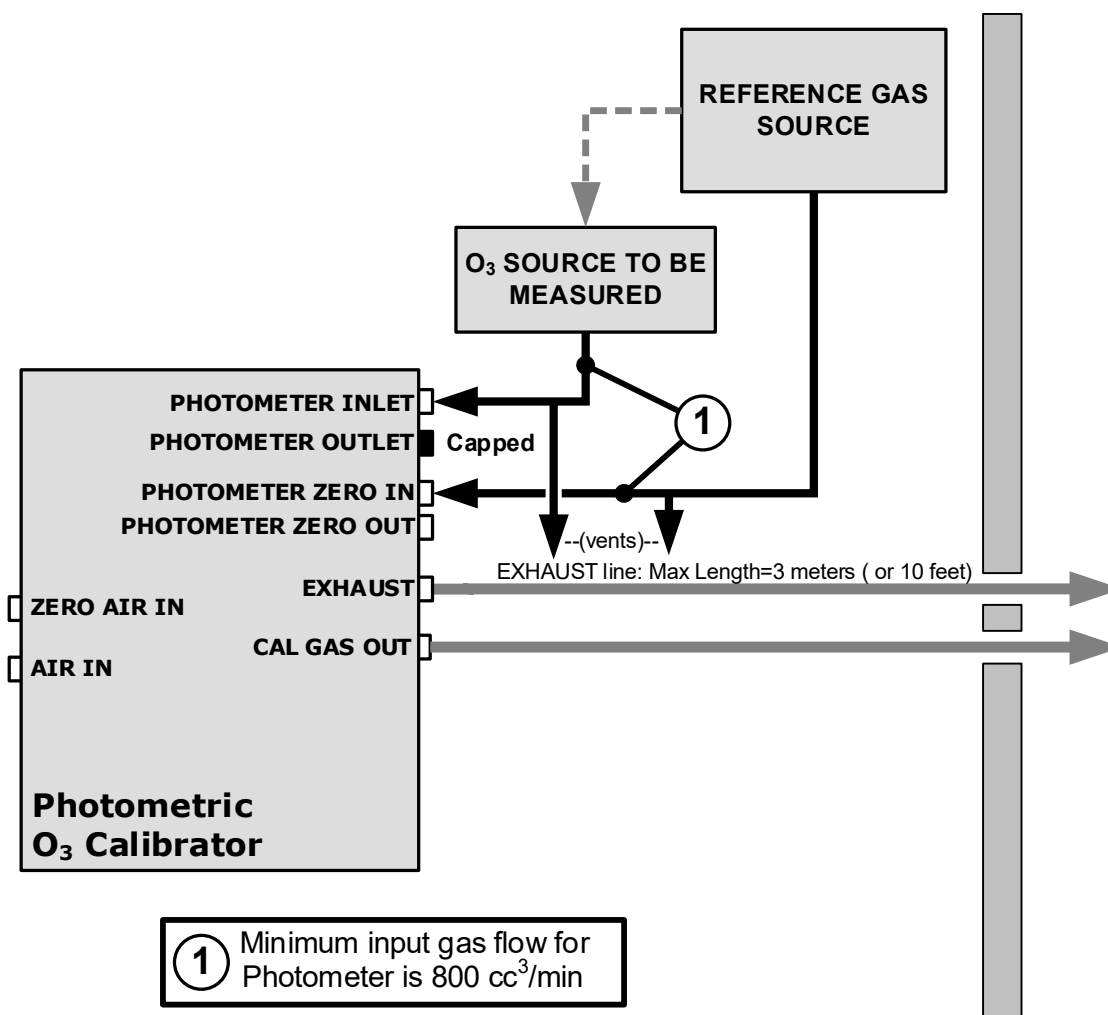 REFERENCE GAS
SOURCE
O₃ SOURCE TO BE
MEASURED
PHOTOMETER INLET
1
PHOTOMETER OUTLET Capped
PHOTOMETER ZERO IN
PHOTOMETER ZERO OUT
--(vents)--
EXHAUST line: Max Length=3 meters ( or 10 feet)
EXHAUST
ZERO AIR IN
CAL GAS OUT
AIR IN
Photometric
O₃ Calibrator
1 Minimum input gas flow for
Photometer is 800 cc³/min